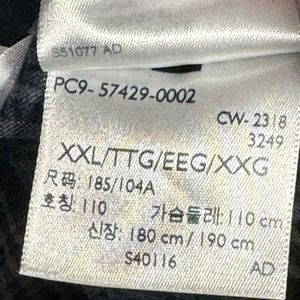 S51077 AD
PC9- 57429-0002
CW- 2318
3249
XXL/TTG/EEG/XXG
尺码: 185/104A
호칭: 110 가슴둘레: 110 cm
신장: 180 cm / 190 cm
S40116 AD